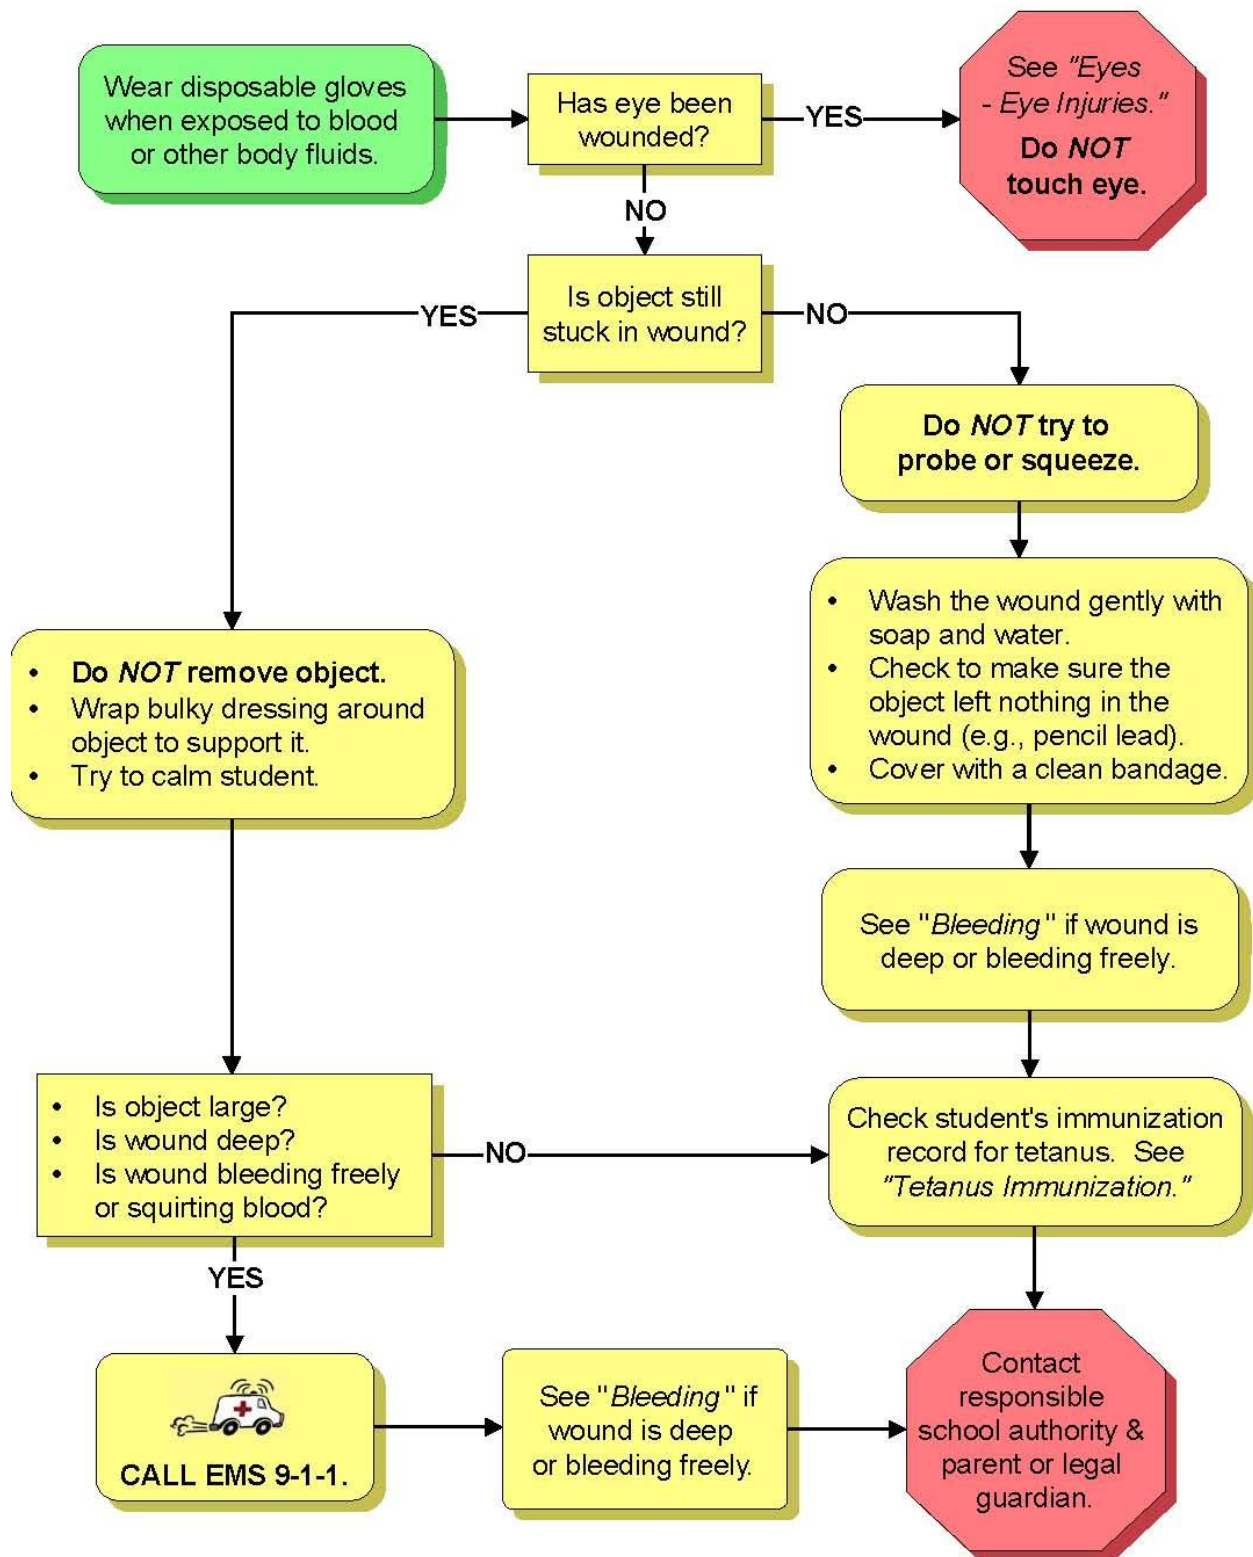 Wear disposable gloves
when exposed to blood
or other body fluids.
Has eye been
wounded?
YES
See "Eyes
- Eye Injuries."
Do NOT
touch eye.
NO
Is object still
stuck in wound?
YES
NO
Do NOT try to
probe or squeeze.
• Wash the wound gently with
soap and water.
• Check to make sure the
object left nothing in the
wound (e.g., pencil lead).
• Cover with a clean bandage.
• Do NOT remove object.
• Wrap bulky dressing around
object to support it.
• Try to calm student.
See "Bleeding" if wound is
deep or bleeding freely.
• Is object large?
• Is wound deep?
• Is wound bleeding freely
or squirting blood?
NO
Check student's immunization
record for tetanus. See
"Tetanus Immunization."
YES
CALL EMS 9-1-1.
See "Bleeding" if
wound is deep
or bleeding freely.
Contact
responsible
school authority &
parent or legal
guardian.